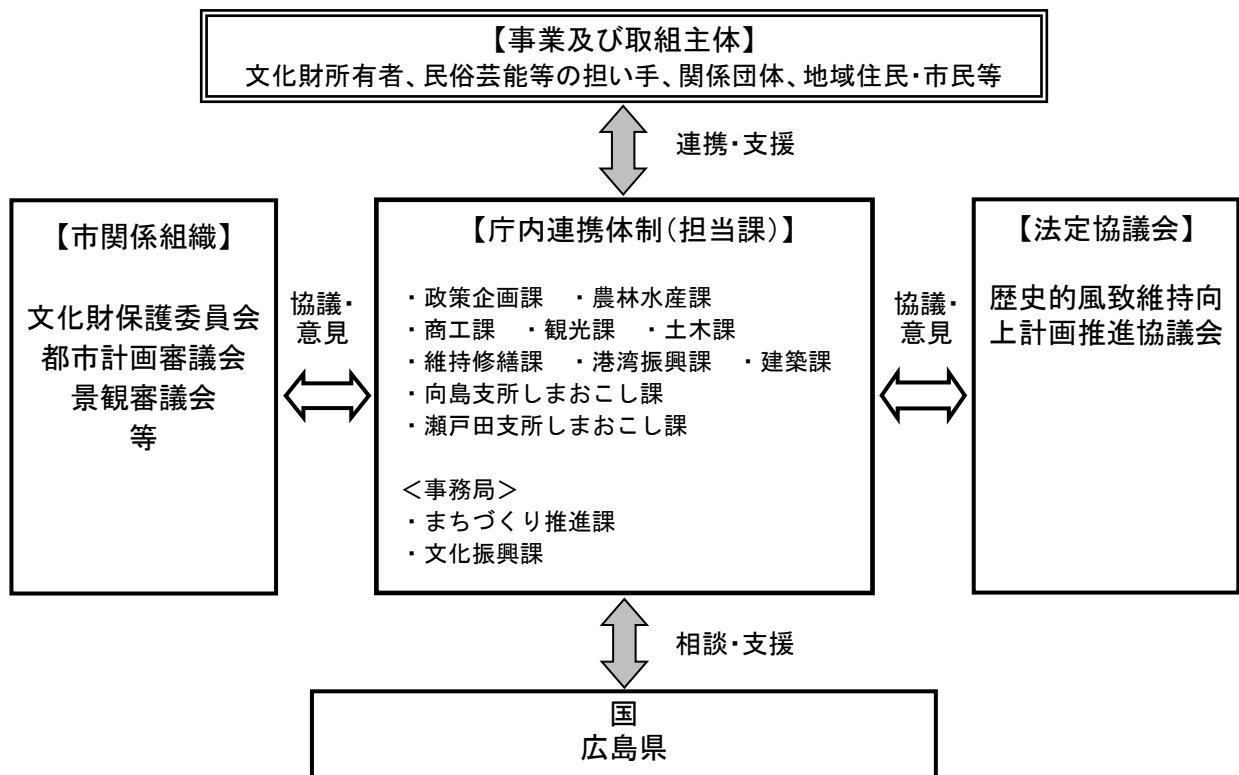 【事業及び取組主体】
文化財所有者、民俗芸能等の担い手、関係団体、地域住民・市民等
連携・支援
【市関係組織】
文化財保護委員会
都市計画審議会
景観審議会
等
協議・
意見
【庁内連携体制(担当課)】
・政策企画課 ・農林水産課
・商工課 ・観光課 ・土木課
・維持修繕課 ・港湾振興課 ・建築課
・向島支所しまおこし課
・瀬戸田支所しまおこし課
＜事務局＞
・まちづくり推進課
・文化振興課
協議・
意見
【法定協議会】
歴史的風致維持向
上計画推進協議会
相談・支援
国
広島県